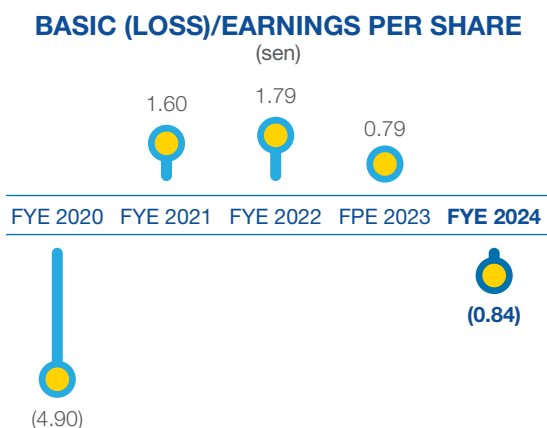 BASIC (LOSS)/EARNINGS PER SHARE
(sen)
1.60
1.79
0.79
FYE 2020 FYE 2021 FYE 2022 FPE 2023 FYE 2024
(0.84)
(4.90)